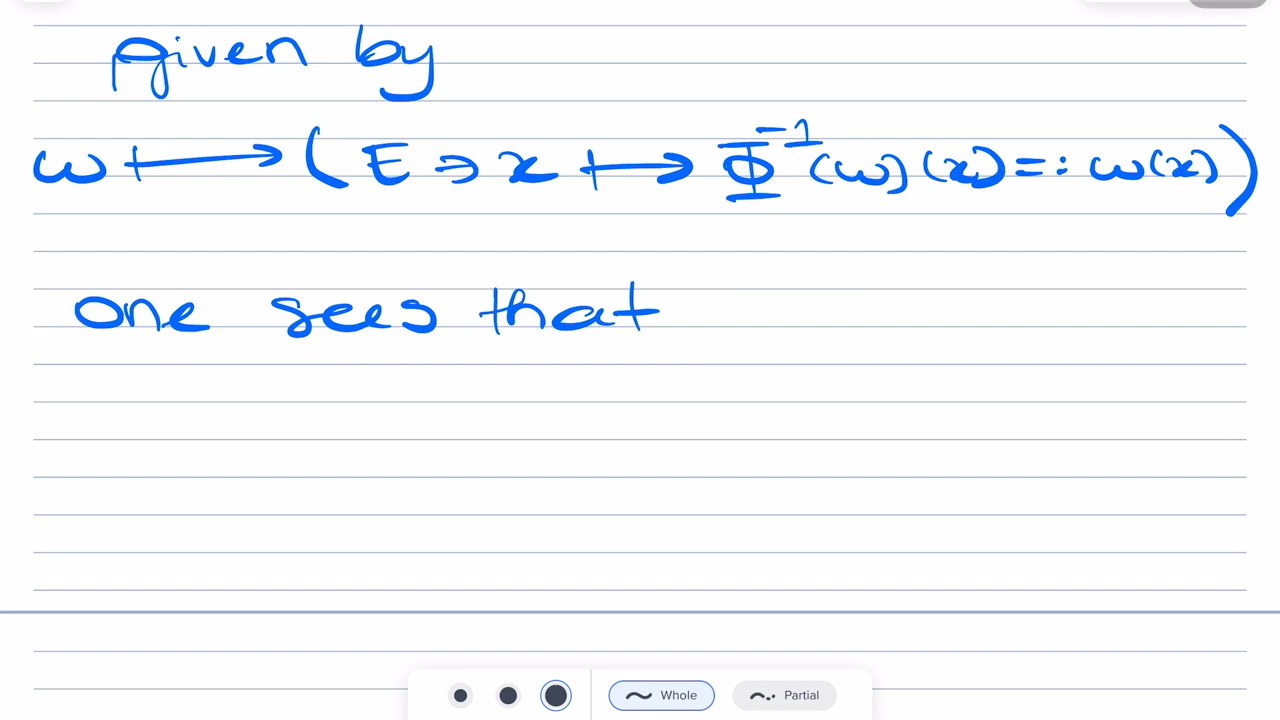 given by
ω ⟼ ( E ∋ x ⟼ Φ⁻¹(ω)(x) =: ω(x) )
one sees that
Whole
Partial